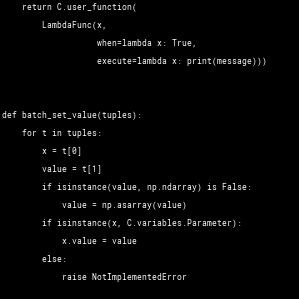 return C.user_function(
LambdaFunc(x,
when=lambda x: True,
execute=lambda x: print(message)))
def batch_set_value(tuples):
for t in tuples:
x = t[0]
value = t[1]
if isinstance(value, np.ndarray) is False:
value = np.asarray(value)
if isinstance(x, C.variables.Parameter):
x.value = value
else:
raise NotImplementedError